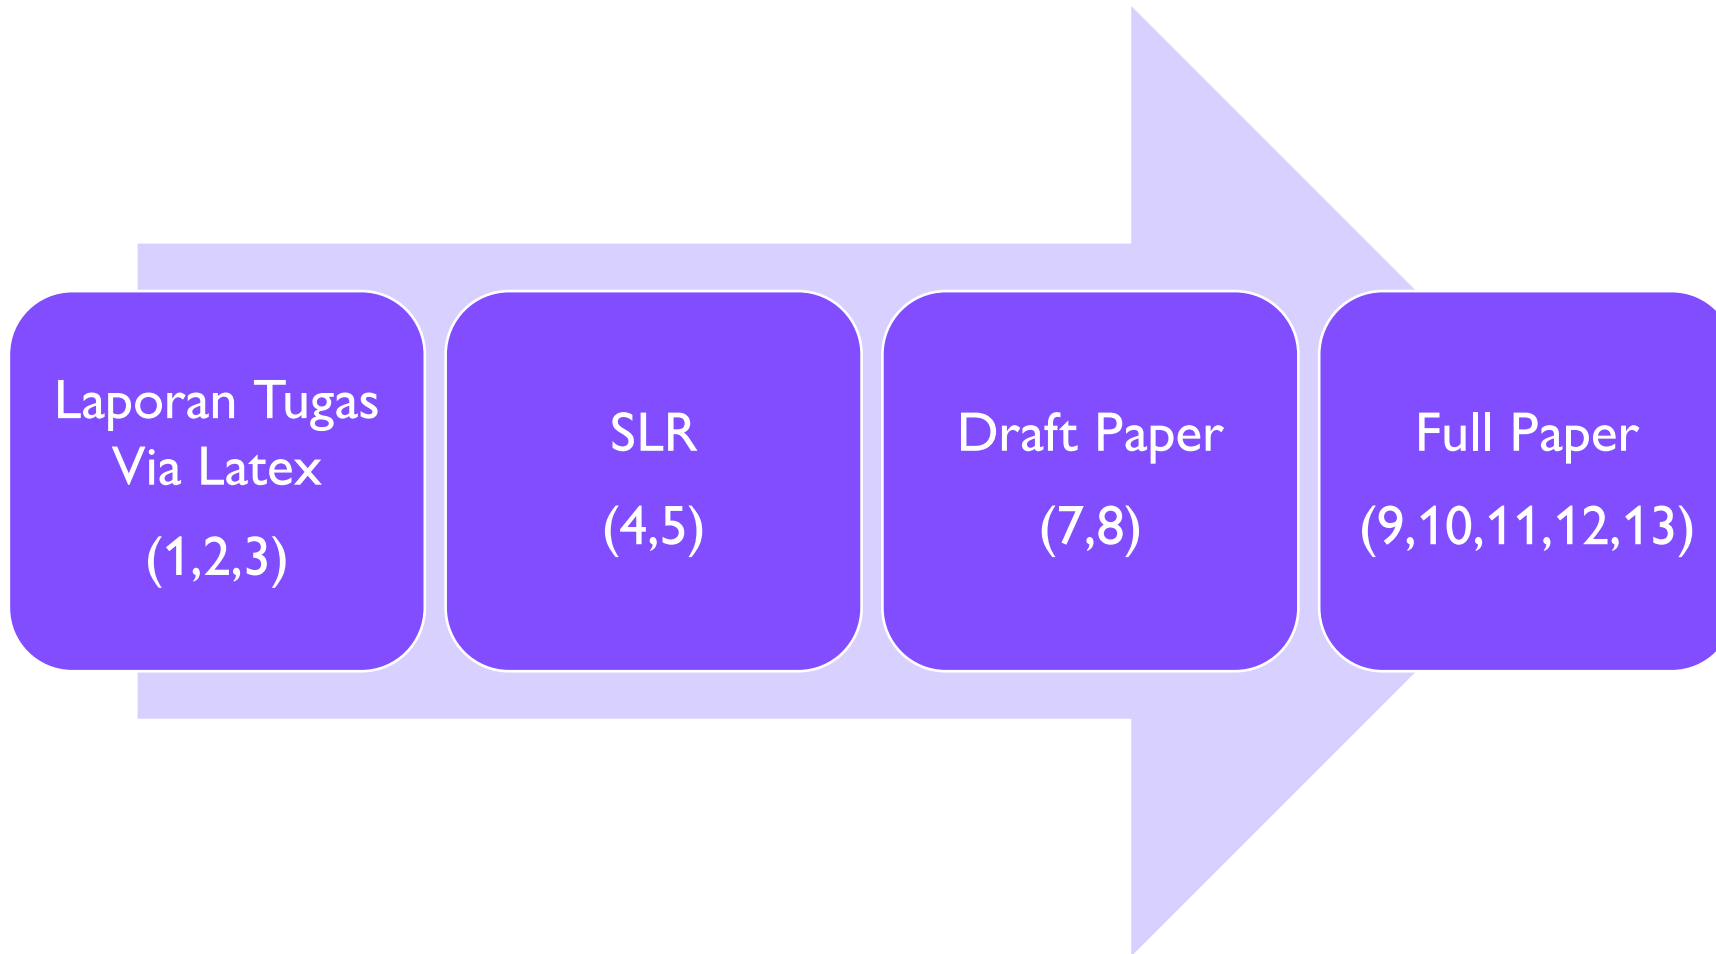 Laporan Tugas
Via Latex
(1,2,3)
SLR
(4,5)
Draft Paper
(7,8)
Full Paper
(9,10,11,12,13)